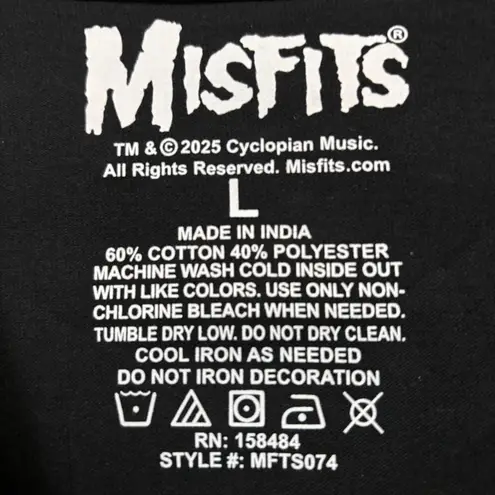 MISFITS®
TM & © 2025 Cyclopian Music.
All Rights Reserved. Misfits.com
L
MADE IN INDIA
60% COTTON 40% POLYESTER
MACHINE WASH COLD INSIDE OUT
WITH LIKE COLORS. USE ONLY NON-
CHLORINE BLEACH WHEN NEEDED.
TUMBLE DRY LOW. DO NOT DRY CLEAN.
COOL IRON AS NEEDED
DO NOT IRON DECORATION
RN: 158484
STYLE #: MFTS074